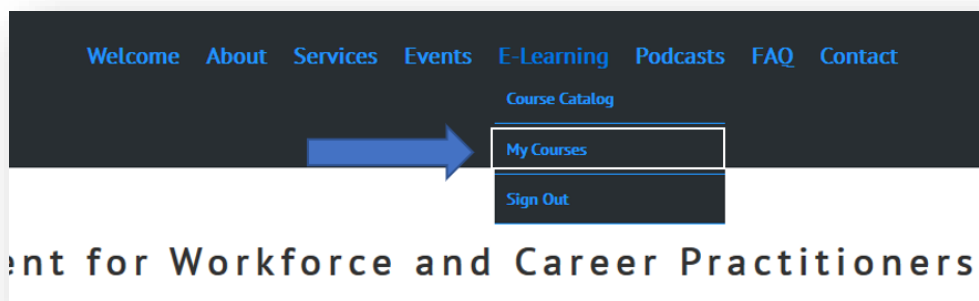 Welcome About Services Events E-Learning Podcasts FAQ Contact
Course Catalog
My Courses
Sign Out
ent for Workforce and Career Practitioners